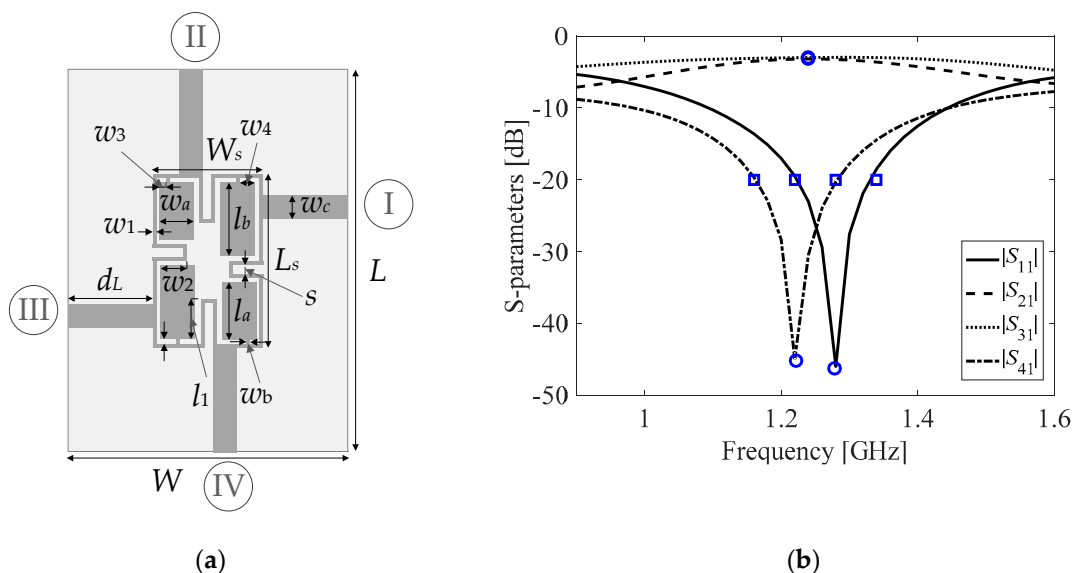 II
w3
w4
Ws
wa
w1
lb
wc
I
Ls
L
w2
dL
s
III
la
l1
wb
W
IV
(a)
0
-10
-20
-30
-40
-50
S-parameters [dB]
1
1.2
1.4
1.6
Frequency [GHz]
|S11|
|S21|
|S31|
|S41|
(b)